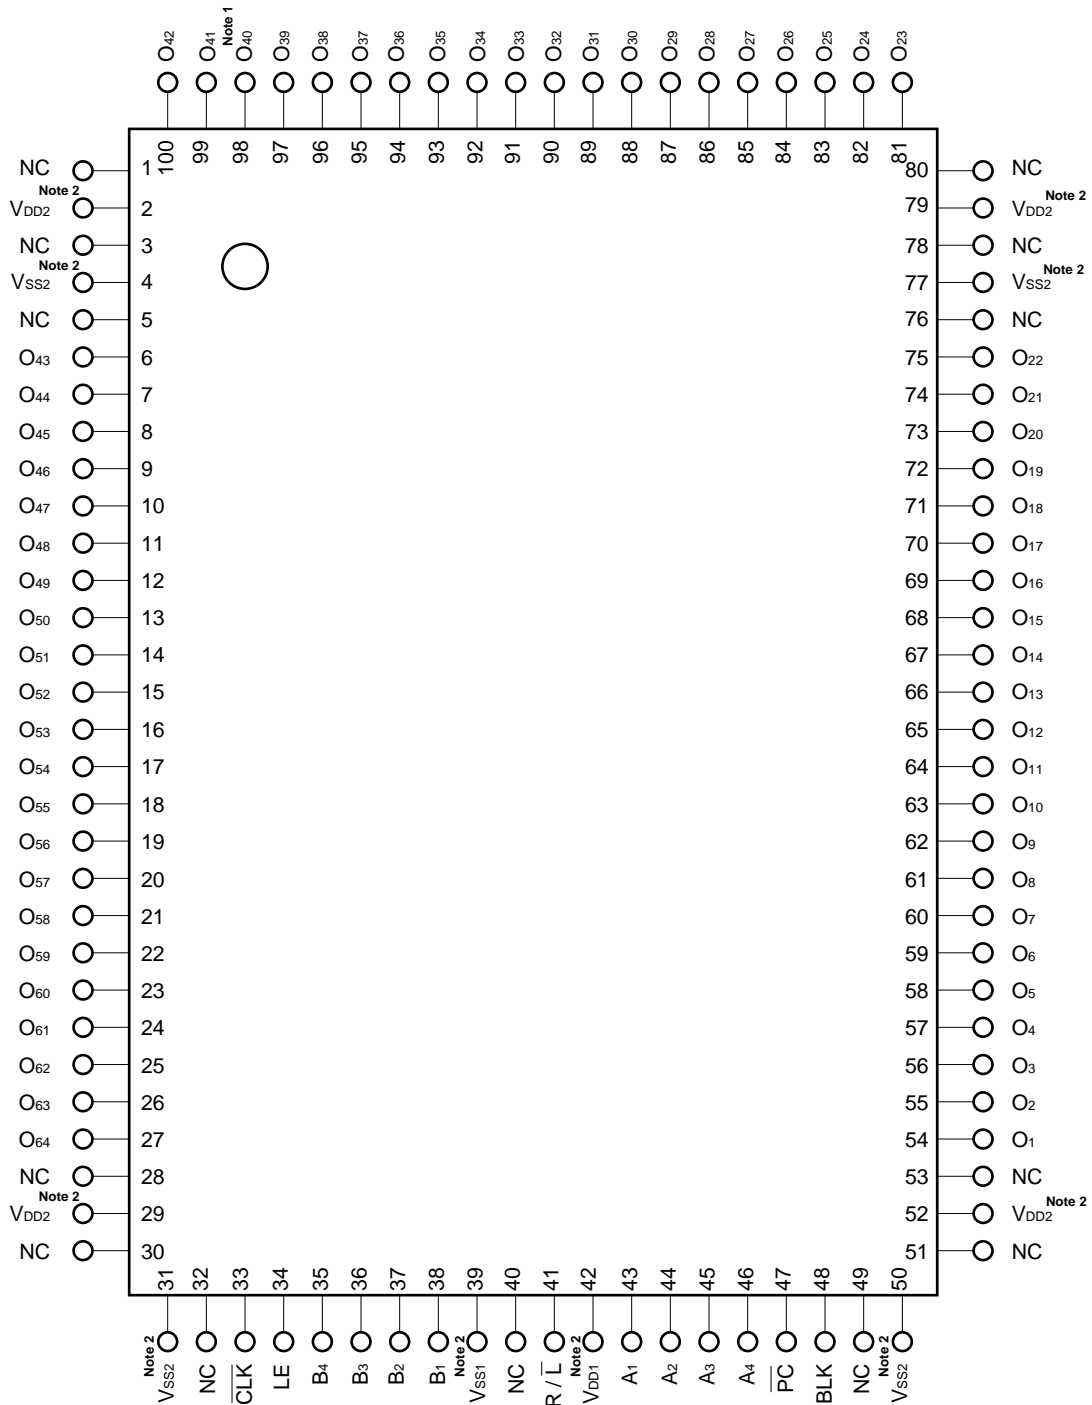 O42 O41 O40 Note 1 O39 O38 O37 O36 O35 O34 O33 O32 O31 O30 O29 O28 O27 O26 O25 O24 O23
100 99 98 97 96 95 94 93 92 91 90 89 88 87 86 85 84 83 82 81
NC 1 80 NC
VDD2 Note 2 2 79 VDD2 Note 2
NC 3 78 NC
VSS2 Note 2 4 77 VSS2 Note 2
NC 5 76 NC
O43 6 75 O22
O44 7 74 O21
O45 8 73 O20
O46 9 72 O19
O47 10 71 O18
O48 11 70 O17
O49 12 69 O16
O50 13 68 O15
O51 14 67 O14
O52 15 66 O13
O53 16 65 O12
O54 17 64 O11
O55 18 63 O10
O56 19 62 O9
O57 20 61 O8
O58 21 60 O7
O59 22 59 O6
O60 23 58 O5
O61 24 57 O4
O62 25 56 O3
O63 26 55 O2
O64 27 54 O1
NC 28 53 NC
VDD2 Note 2 29 52 VDD2 Note 2
NC 30 51 NC
31 32 33 34 35 36 37 38 39 40 41 42 43 44 45 46 47 48 49 50
VSS2 Note 2 NC C̅L̅K̅ LE B4 B3 B2 B1 VSS1 Note 2 NC R / L̅ VDD1 Note 2 A1 A2 A3 A4 P̅C̅ BLK NC VSS2 Note 2